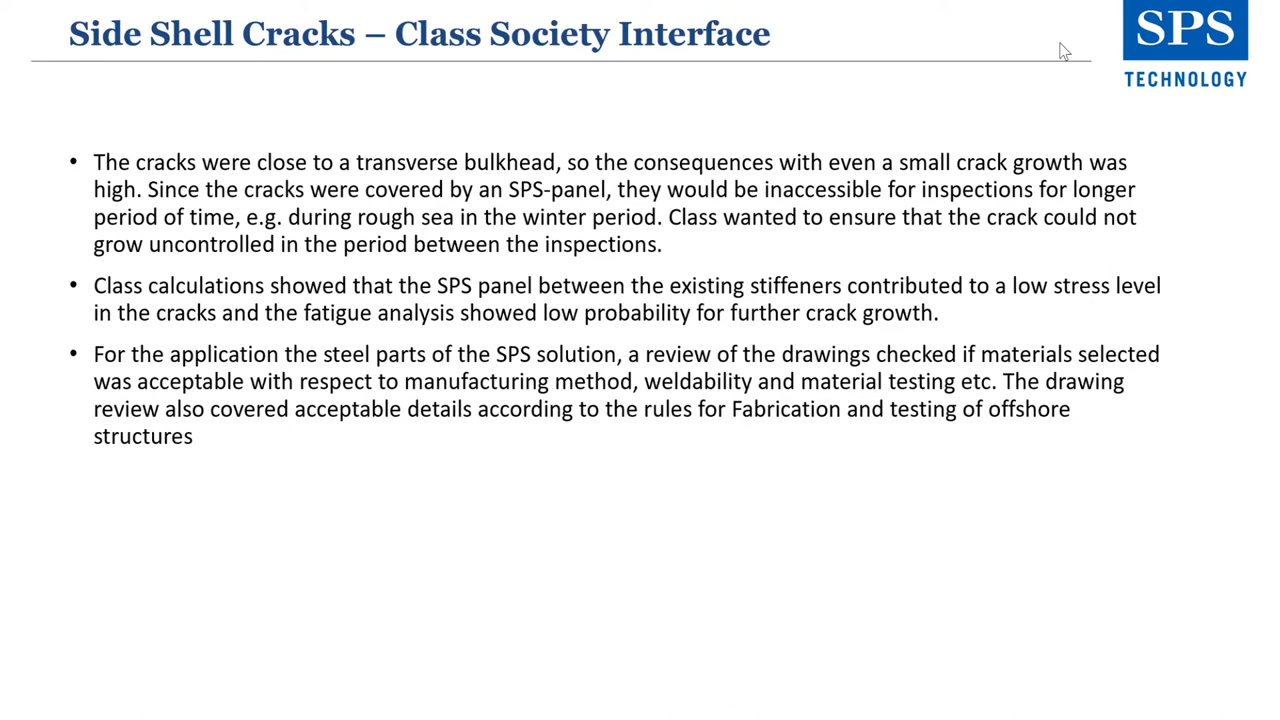 Side Shell Cracks – Class Society Interface
SPS
TECHNOLOGY
• The cracks were close to a transverse bulkhead, so the consequences with even a small crack growth was
high. Since the cracks were covered by an SPS-panel, they would be inaccessible for inspections for longer
period of time, e.g. during rough sea in the winter period. Class wanted to ensure that the crack could not
grow uncontrolled in the period between the inspections.
• Class calculations showed that the SPS panel between the existing stiffeners contributed to a low stress level
in the cracks and the fatigue analysis showed low probability for further crack growth.
• For the application the steel parts of the SPS solution, a review of the drawings checked if materials selected
was acceptable with respect to manufacturing method, weldability and material testing etc. The drawing
review also covered acceptable details according to the rules for Fabrication and testing of offshore
structures